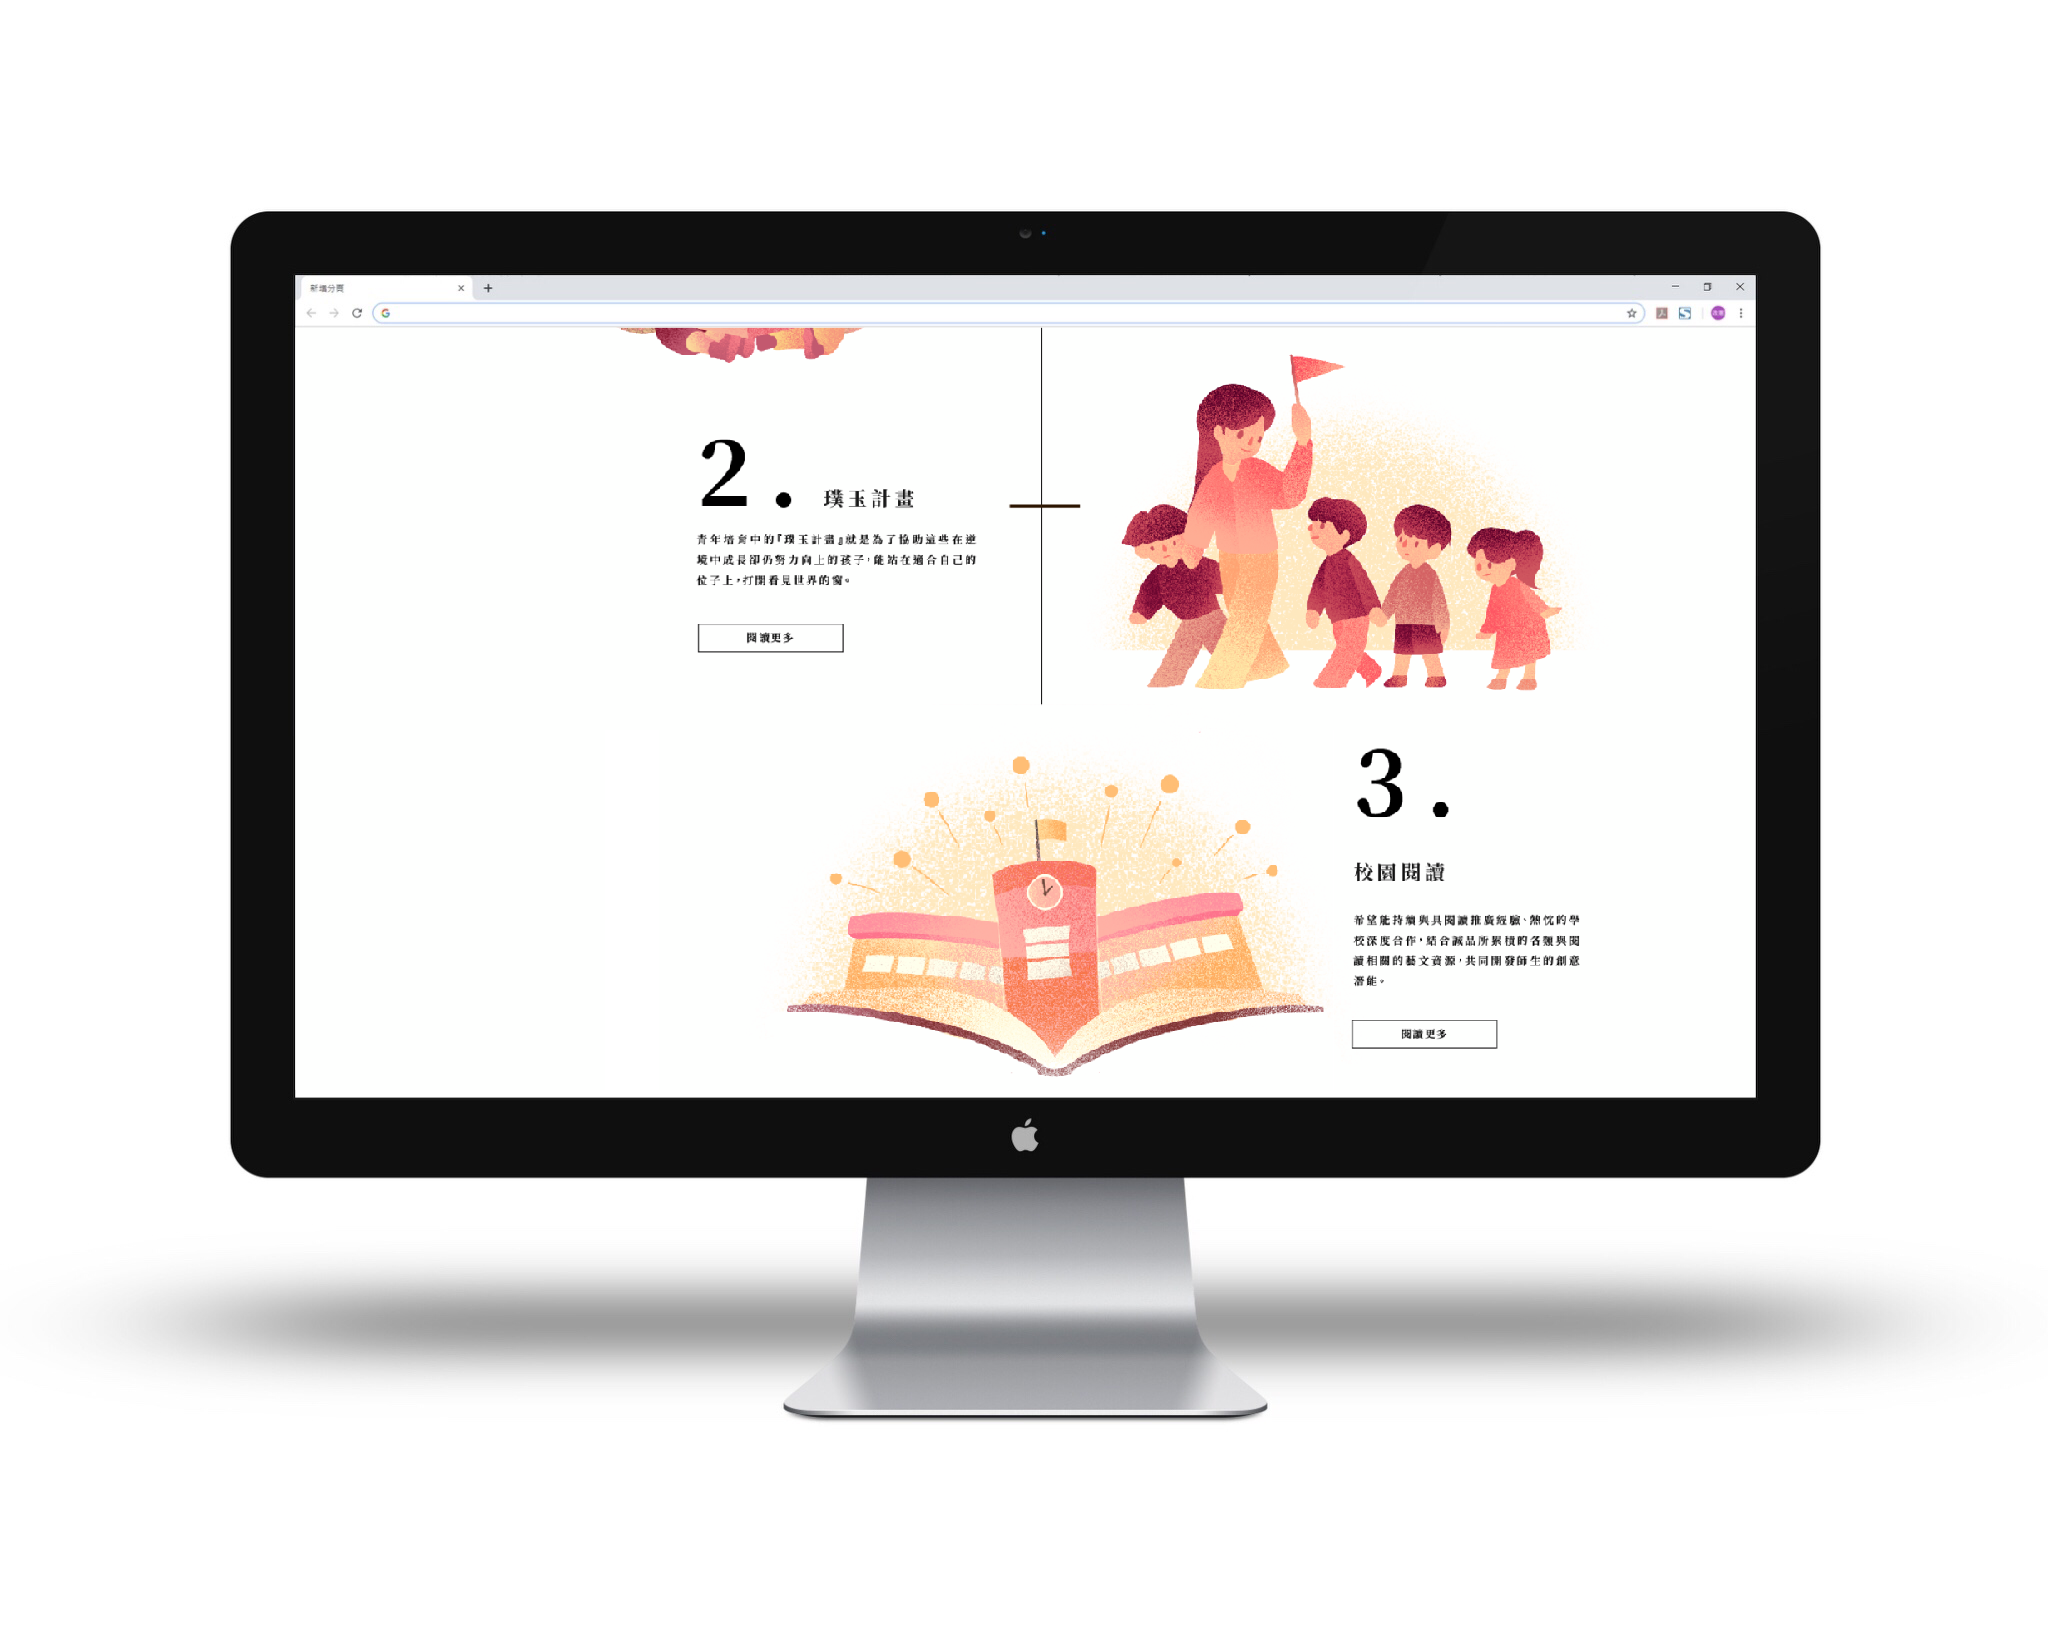 新增分頁
2.
璞玉計畫
青年培育中的『璞玉計畫』就是為了協助這些在逆
境中成長卻仍努力向上的孩子，能站在適合自己的
位子上，打開看見世界的窗。
閱讀更多
3.
校園閱讀
希望能持續與具閱讀推廣經驗、熱忱的學
校深度合作，結合誠品所累積的各類與閱
讀相關的藝文資源，共同開發師生的創意
潛能。
閱讀更多